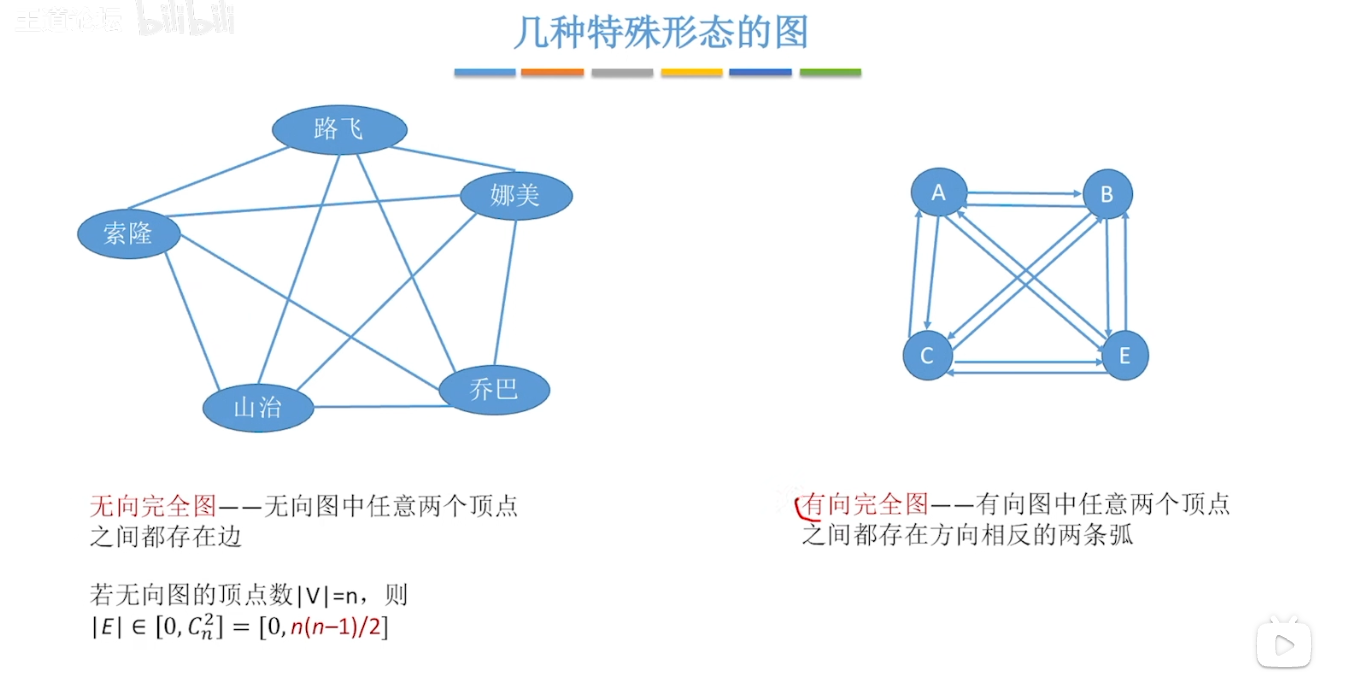 王道论坛 bilibili
几种特殊形态的图
路飞
娜美
索隆
山治
乔巴
A
B
C
E
无向完全图——无向图中任意两个顶点
之间都存在边
若无向图的顶点数|V|=n，则
|E| ∈ [0, C_n^2] = [0, n(n–1)/2]
有向完全图——有向图中任意两个顶点
之间都存在方向相反的两条弧